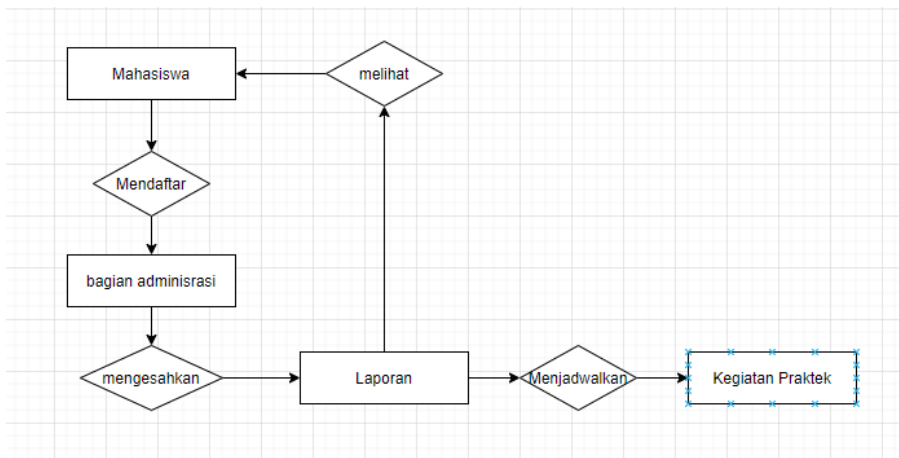 Mahasiswa
melihat
Mendaftar
bagian adminisrasi
mengesahkan
Laporan
Menjadwalkan
Kegiatan Praktek